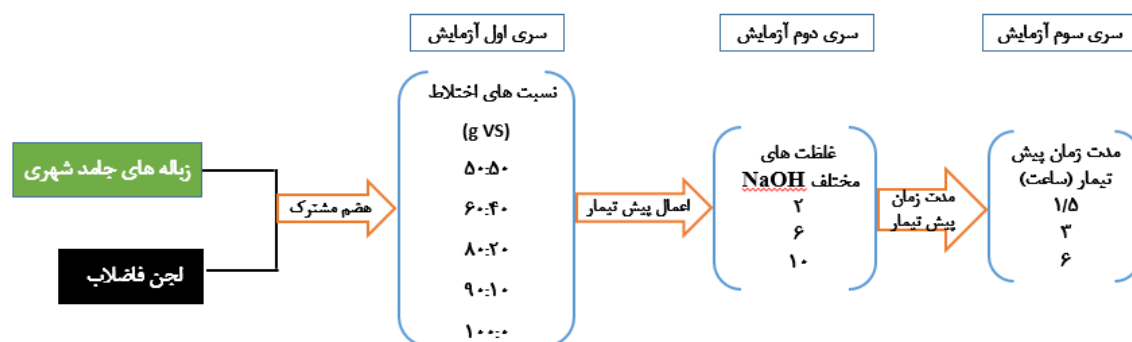 سری اول آزمایش
سری دوم آزمایش
سری سوم آزمایش
زباله های جامد شهری
لجن فاضلاب
هضم مشترک
نسبت های اختلاط
(g VS)
۵۰:۵۰
۶۰:۴۰
۸۰:۲۰
۹۰:۱۰
۱۰۰:۰
اعمال پیش تیمار
غلظت های
مختلف NaOH
۲
۶
۱۰
مدت زمان
پیش تیمار
مدت زمان پیش
تیمار (ساعت)
۱/۵
۳
۶